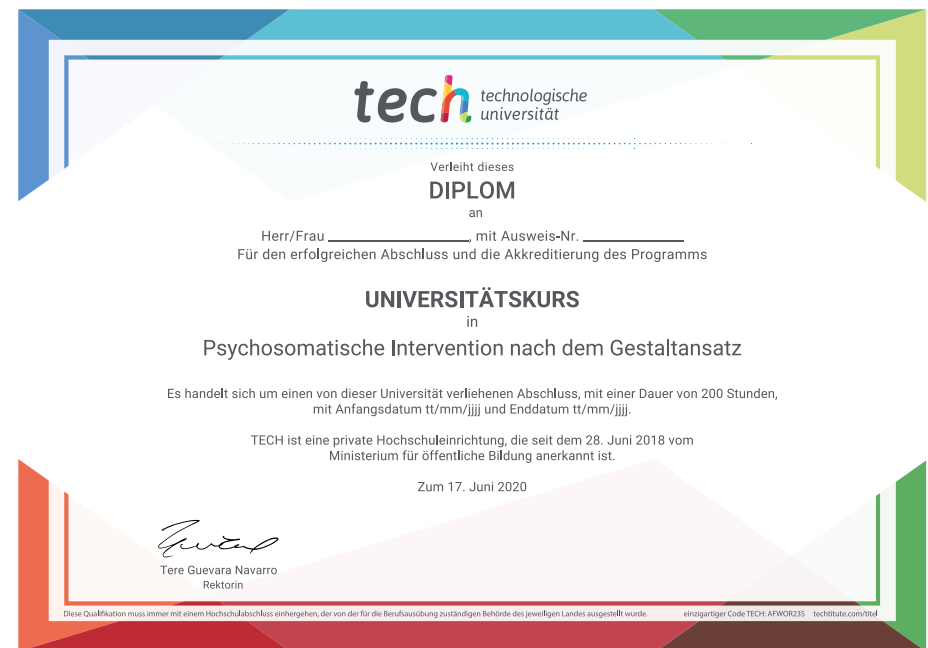 tech technologische
universität
Verleiht dieses
DIPLOM
an
Herr/Frau ____________________, mit Ausweis-Nr. ______________
Für den erfolgreichen Abschluss und die Akkreditierung des Programms
UNIVERSITÄTSKURS
in
Psychosomatische Intervention nach dem Gestaltansatz
Es handelt sich um einen von dieser Universität verliehenen Abschluss, mit einer Dauer von 200 Stunden,
mit Anfangsdatum tt/mm/jjjj und Enddatum tt/mm/jjjj.
TECH ist eine private Hochschuleinrichtung, die seit dem 28. Juni 2018 vom
Ministerium für öffentliche Bildung anerkannt ist.
Zum 17. Juni 2020
Tere Guevara Navarro
Rektorin
Diese Qualifikation muss immer mit einem Hochschulabschluss einhergehen, der von der für die Berufsausübung zuständigen Behörde des jeweiligen Landes ausgestellt wurde. einzigartiger Code TECH: AFWOR23S techtitute.com/titel